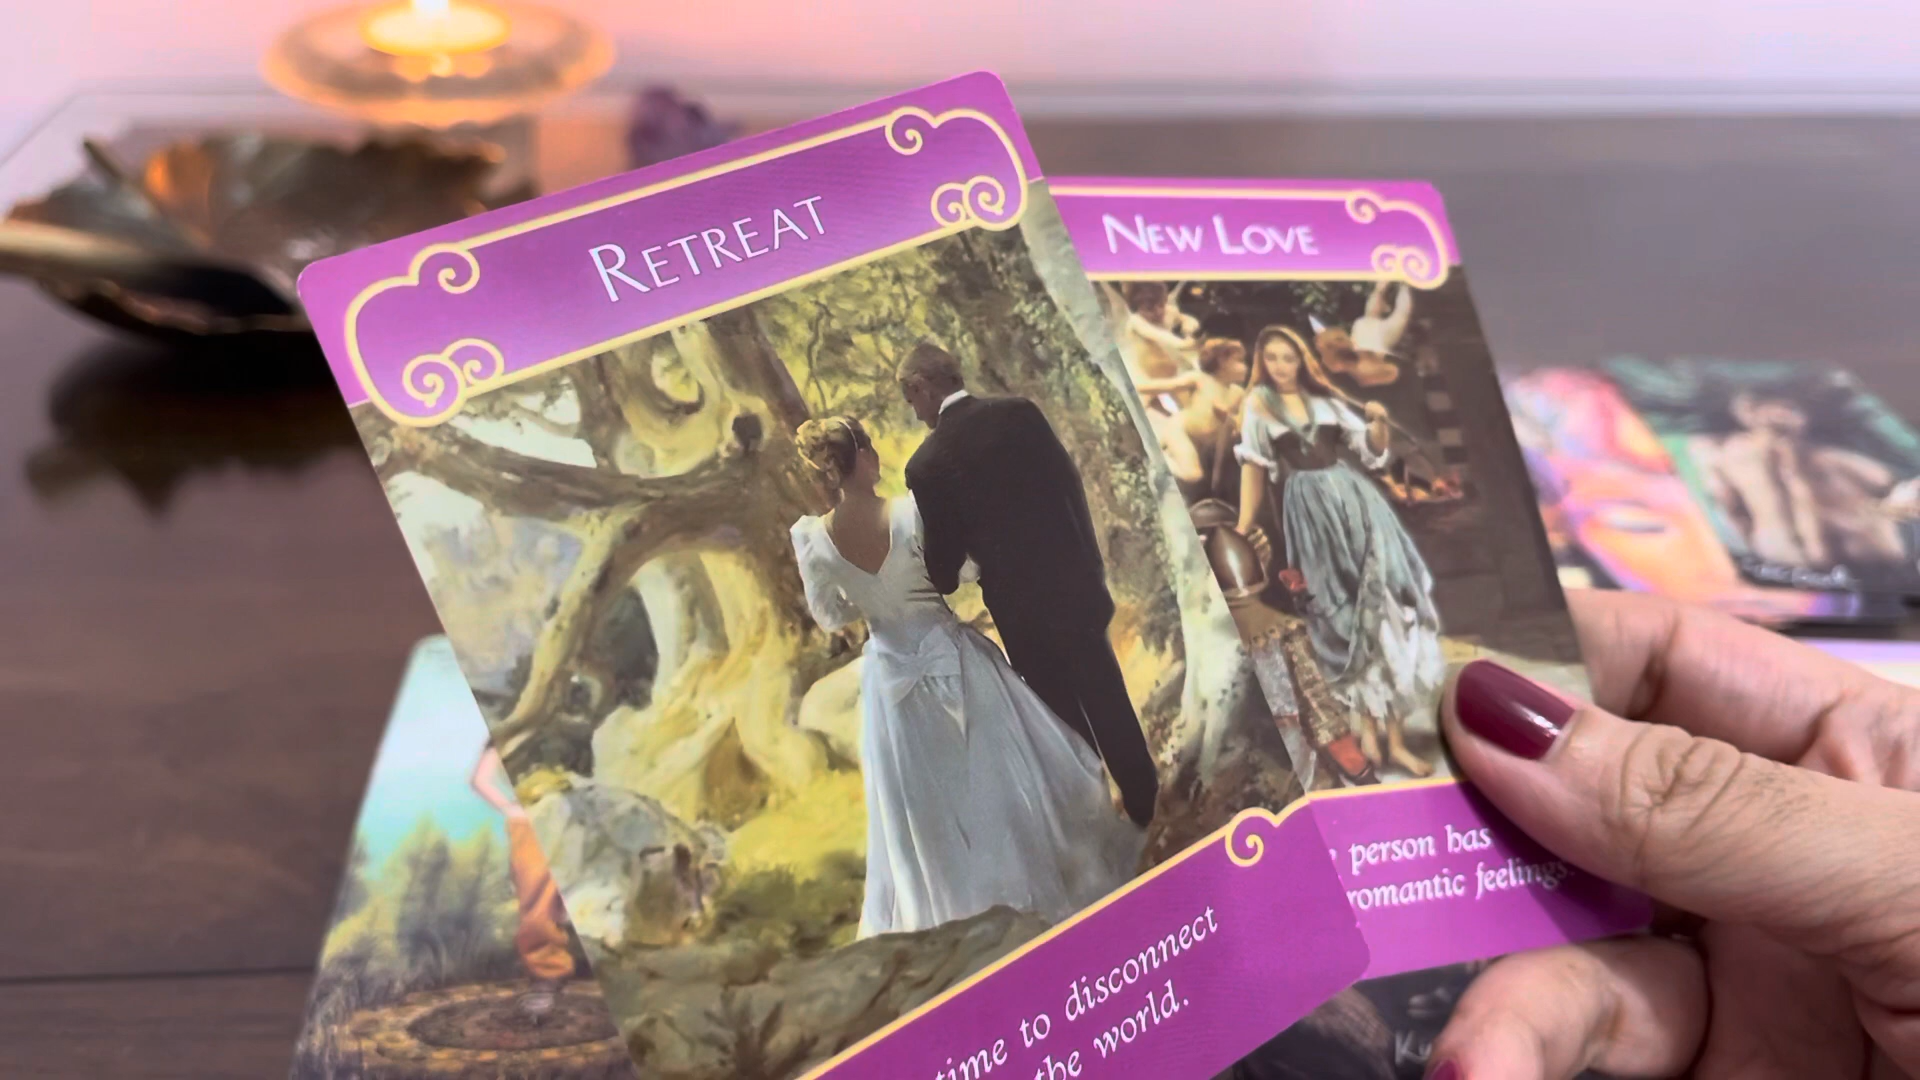 RETREAT
time to disconnect
the world.
NEW LOVE
person has
romantic feelings.